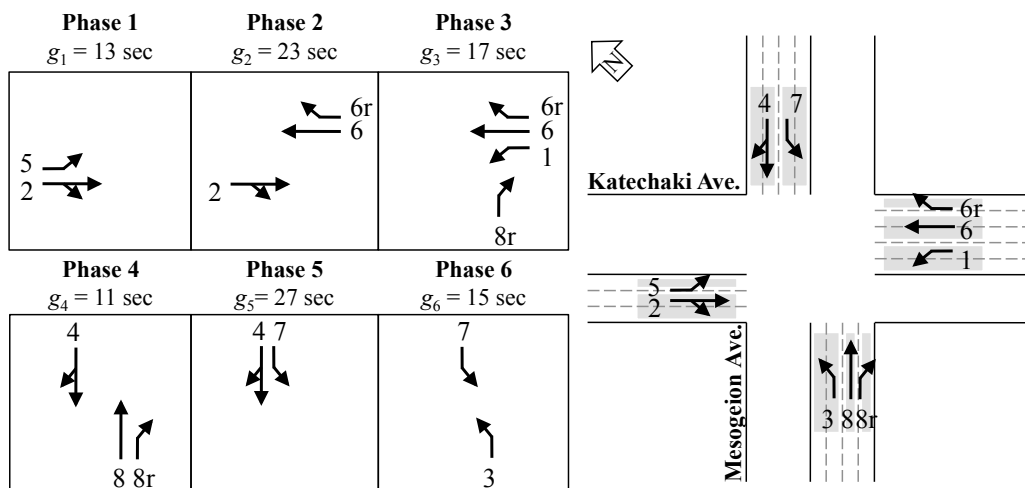 Phase 1
g₁ = 13 sec
Phase 2
g₂ = 23 sec
Phase 3
g₃ = 17 sec
5
2
6r
6
2
6r
6
1
8r
Phase 4
g₄ = 11 sec
Phase 5
g₅= 27 sec
Phase 6
g₆ = 15 sec
4
8 8r
4 7
7
3
N
4 7
Katechaki Ave.
6r
6
1
5
2
Mesogeion Ave.
3 8 8r